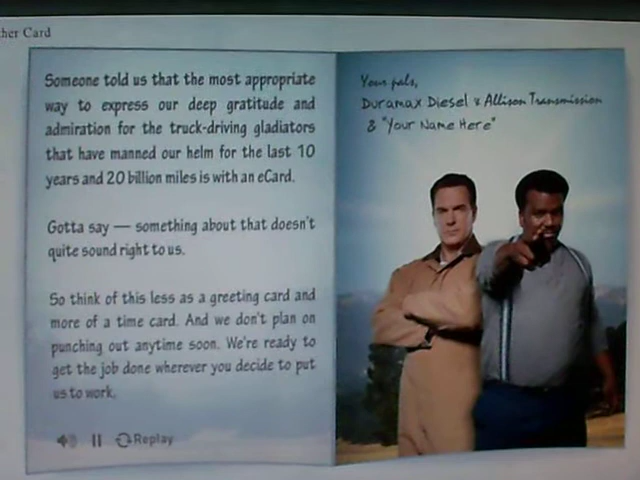 ther Card
Someone told us that the most appropriate
way to express our deep gratitude and
admiration for the truck-driving gladiators
that have manned our helm for the last 10
years and 20 billion miles is with an eCard.
Gotta say — something about that doesn't
quite sound right to us.
So think of this less as a greeting card and
more of a time card. And we don't plan on
punching out anytime soon. We're ready to
get the job done wherever you decide to put
us to work.
Replay
Your pals,
Duramax Diesel & Allison Transmission
& "Your Name Here"